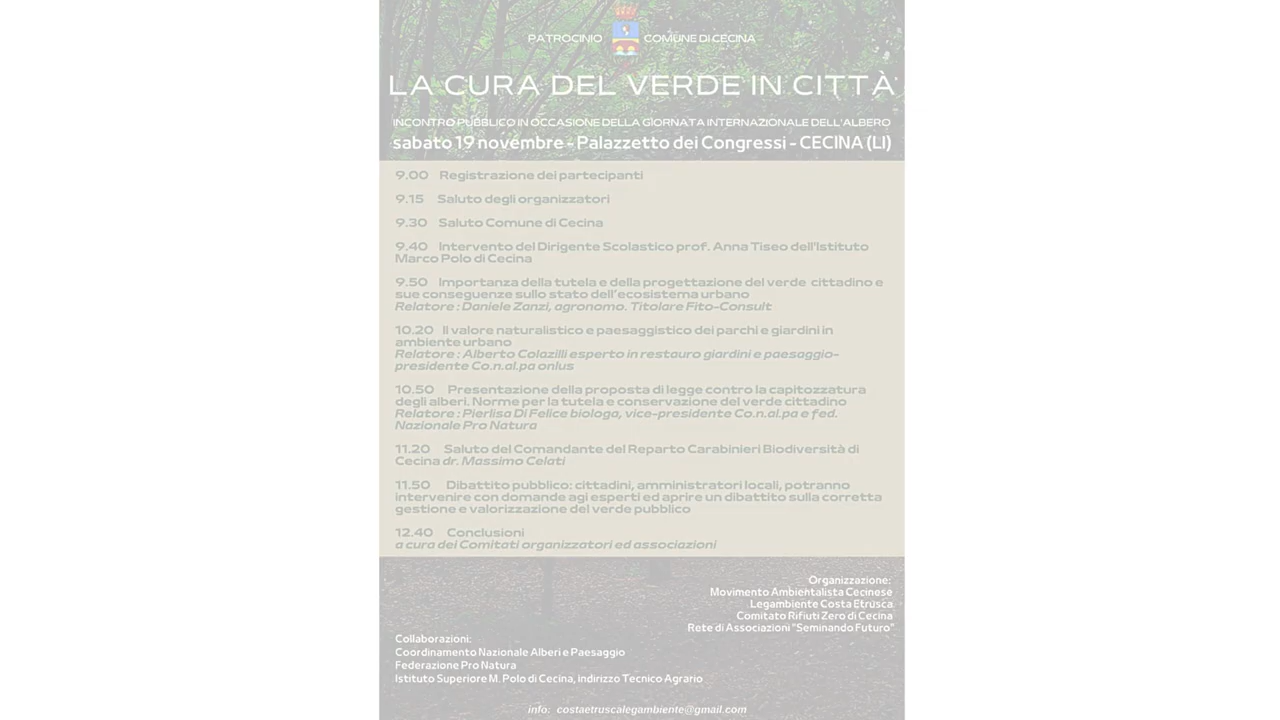 PATROCINIO COMUNE DI CECINA
LA CURA DEL VERDE IN CITTÀ
INCONTRO PUBBLICO IN OCCASIONE DELLA GIORNATA INTERNAZIONALE DELL'ALBERO
sabato 19 novembre - Palazzetto dei Congressi - CECINA (LI)
9.00 Registrazione dei partecipanti
9.15 Saluto degli organizzatori
9.30 Saluto Comune di Cecina
9.40 Intervento del Dirigente Scolastico prof. Anna Tiseo dell'Istituto
Marco Polo di Cecina
9.50 Importanza della tutela e della progettazione del verde cittadino e
sue conseguenze sullo stato dell'ecosistema urbano
Relatore : Daniele Zanzi, agronomo. Titolare Fito-Consult
10.20 Il valore naturalistico e paesaggistico dei parchi e giardini in
ambiente urbano
Relatore : Alberto Colazilli esperto in restauro giardini e paesaggio-
presidente Co.n.al.pa onlus
10.50 Presentazione della proposta di legge contro la capitozzatura
degli alberi. Norme per la tutela e conservazione del verde cittadino
Relatore : Pierlisa Di Felice biologa, vice-presidente Co.n.al.pa e fed.
Nazionale Pro Natura
11.20 Saluto del Comandante del Reparto Carabinieri Biodiversità di
Cecina dr. Massimo Celati
11.50 Dibattito pubblico: cittadini, amministratori locali, potranno
intervenire con domande agi esperti ed aprire un dibattito sulla corretta
gestione e valorizzazione del verde pubblico
12.40 Conclusioni
a cura dei Comitati organizzatori ed associazioni
Organizzazione:
Movimento Ambientalista Cecinese
Legambiente Costa Etrusca
Comitato Rifiuti Zero di Cecina
Rete di Associazioni "Seminando Futuro"
Collaborazioni:
Coordinamento Nazionale Alberi e Paesaggio
Federazione Pro Natura
Istituto Superiore M. Polo di Cecina, indirizzo Tecnico Agrario
info: costaetruscalegambiente@gmail.com